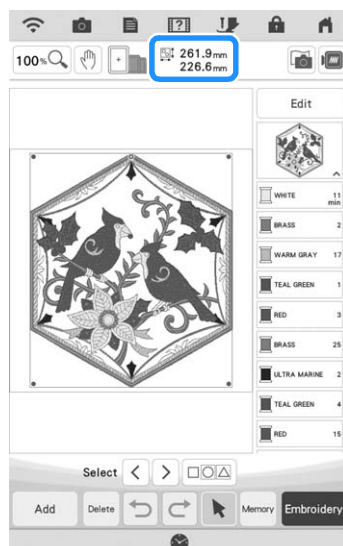 100%
261.9mm
226.6mm
Edit
WHITE 11 min
BRASS 2
WARM GRAY 17
TEAL GREEN 1
RED 3
BRASS 25
ULTRA MARINE 2
TEAL GREEN 4
RED 15
Select
Add Delete Memory Embroidery